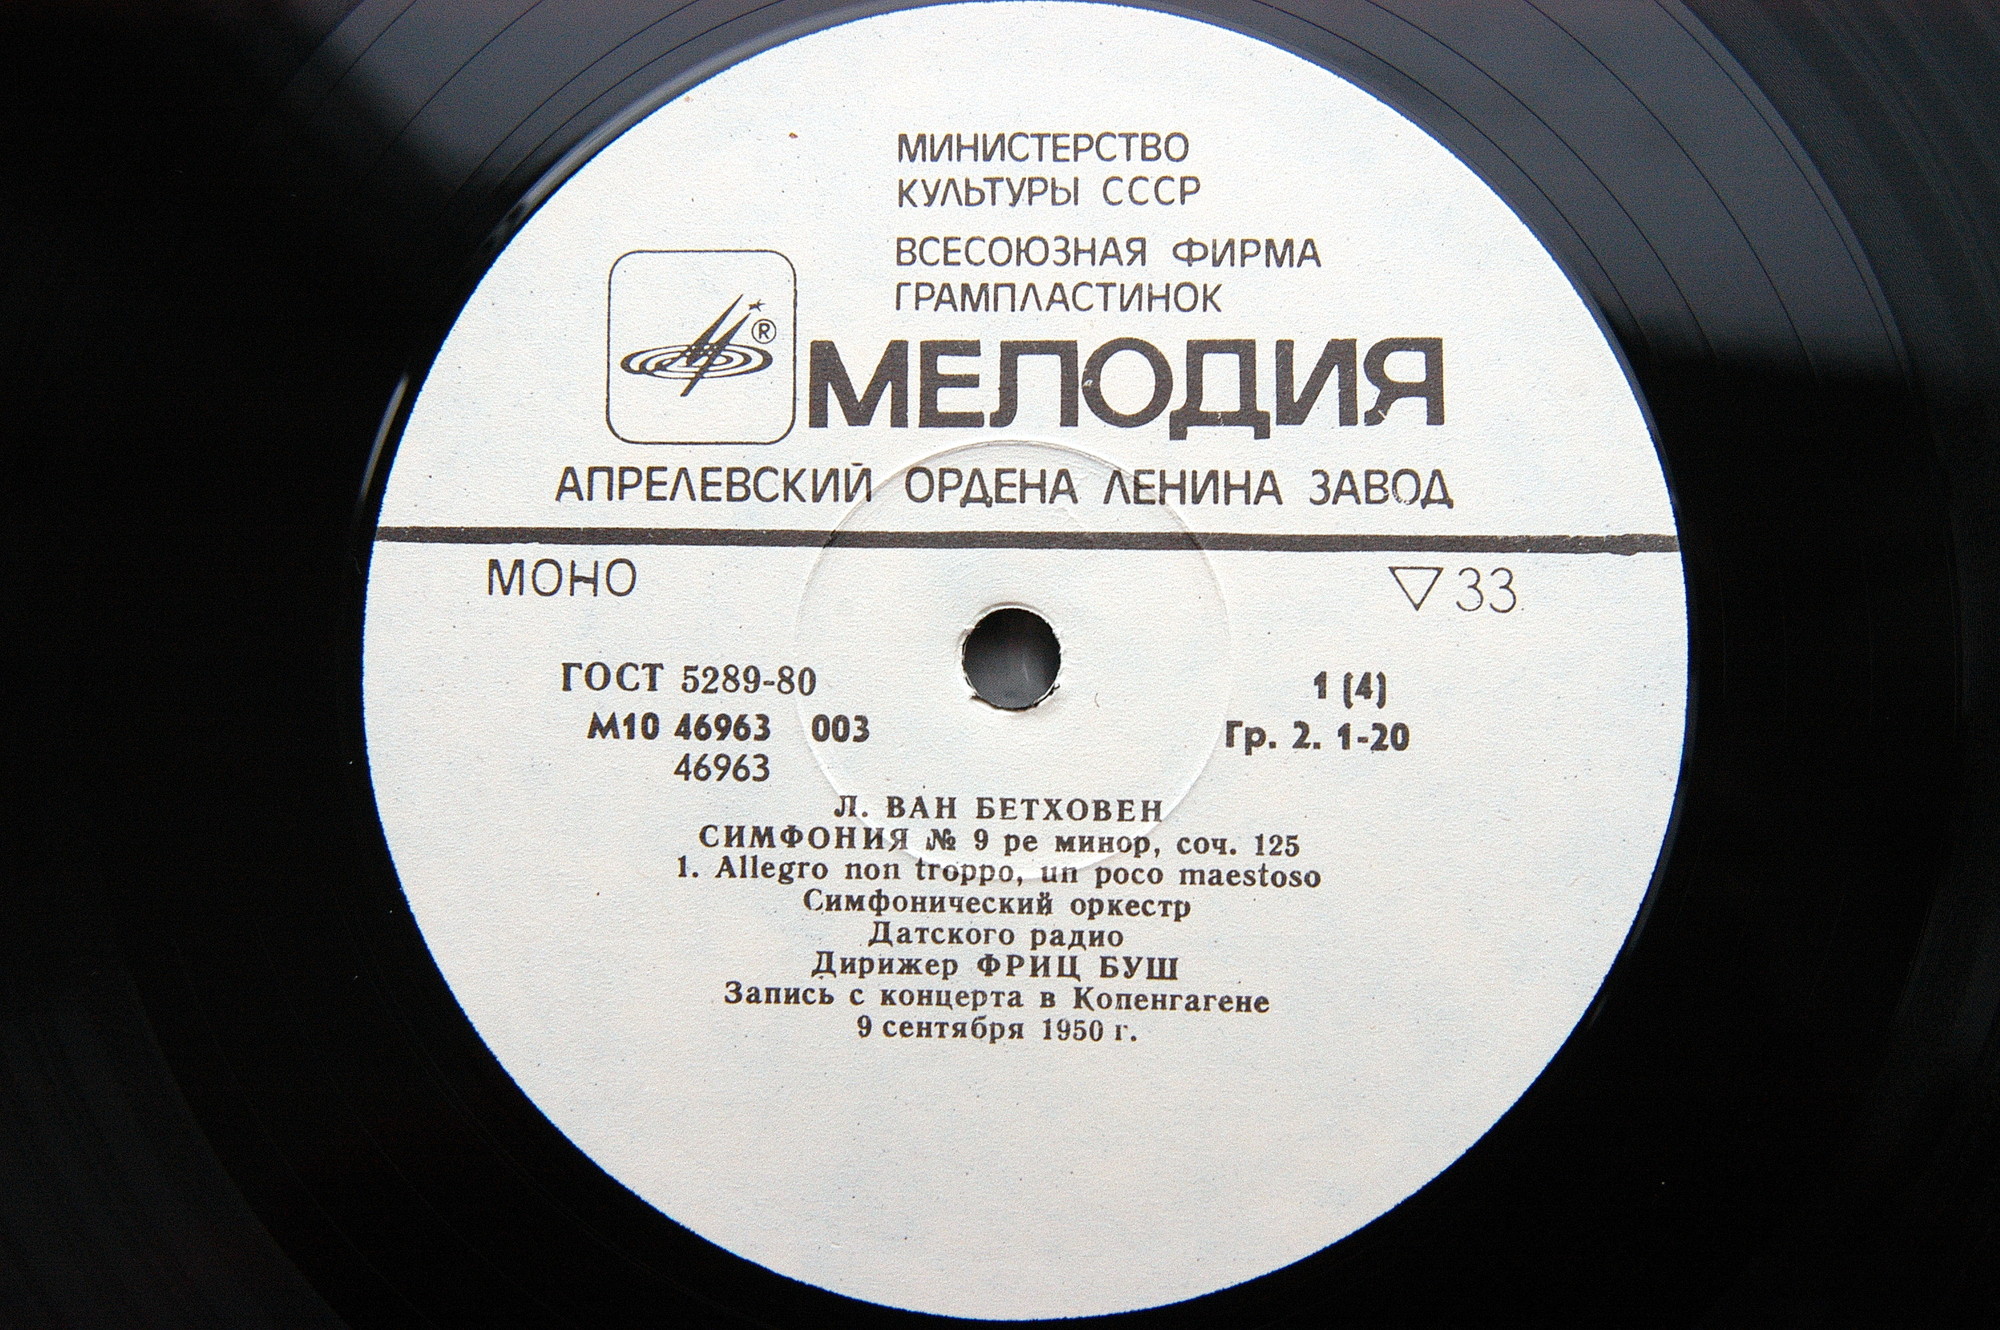 МИНИСТЕРСТВО
КУЛЬТУРЫ СССР
ВСЕСОЮЗНАЯ ФИРМА
ГРАМПЛАСТИНОК
®
МЕЛОДИЯ
АПРЕЛЕВСКИЙ ОРДЕНА ЛЕНИНА ЗАВОД
МОНО ▽33
ГОСТ 5289-80 1 (4)
М10 46963 003 Гр. 2. 1-20
46963
Л. ВАН БЕТХОВЕН
СИМФОНИЯ № 9 ре минор, соч. 125
1. Allegro non troppo, un poco maestoso
Симфонический оркестр
Датского радио
Дирижер ФРИЦ БУШ
Запись с концерта в Копенгагене
9 сентября 1950 г.